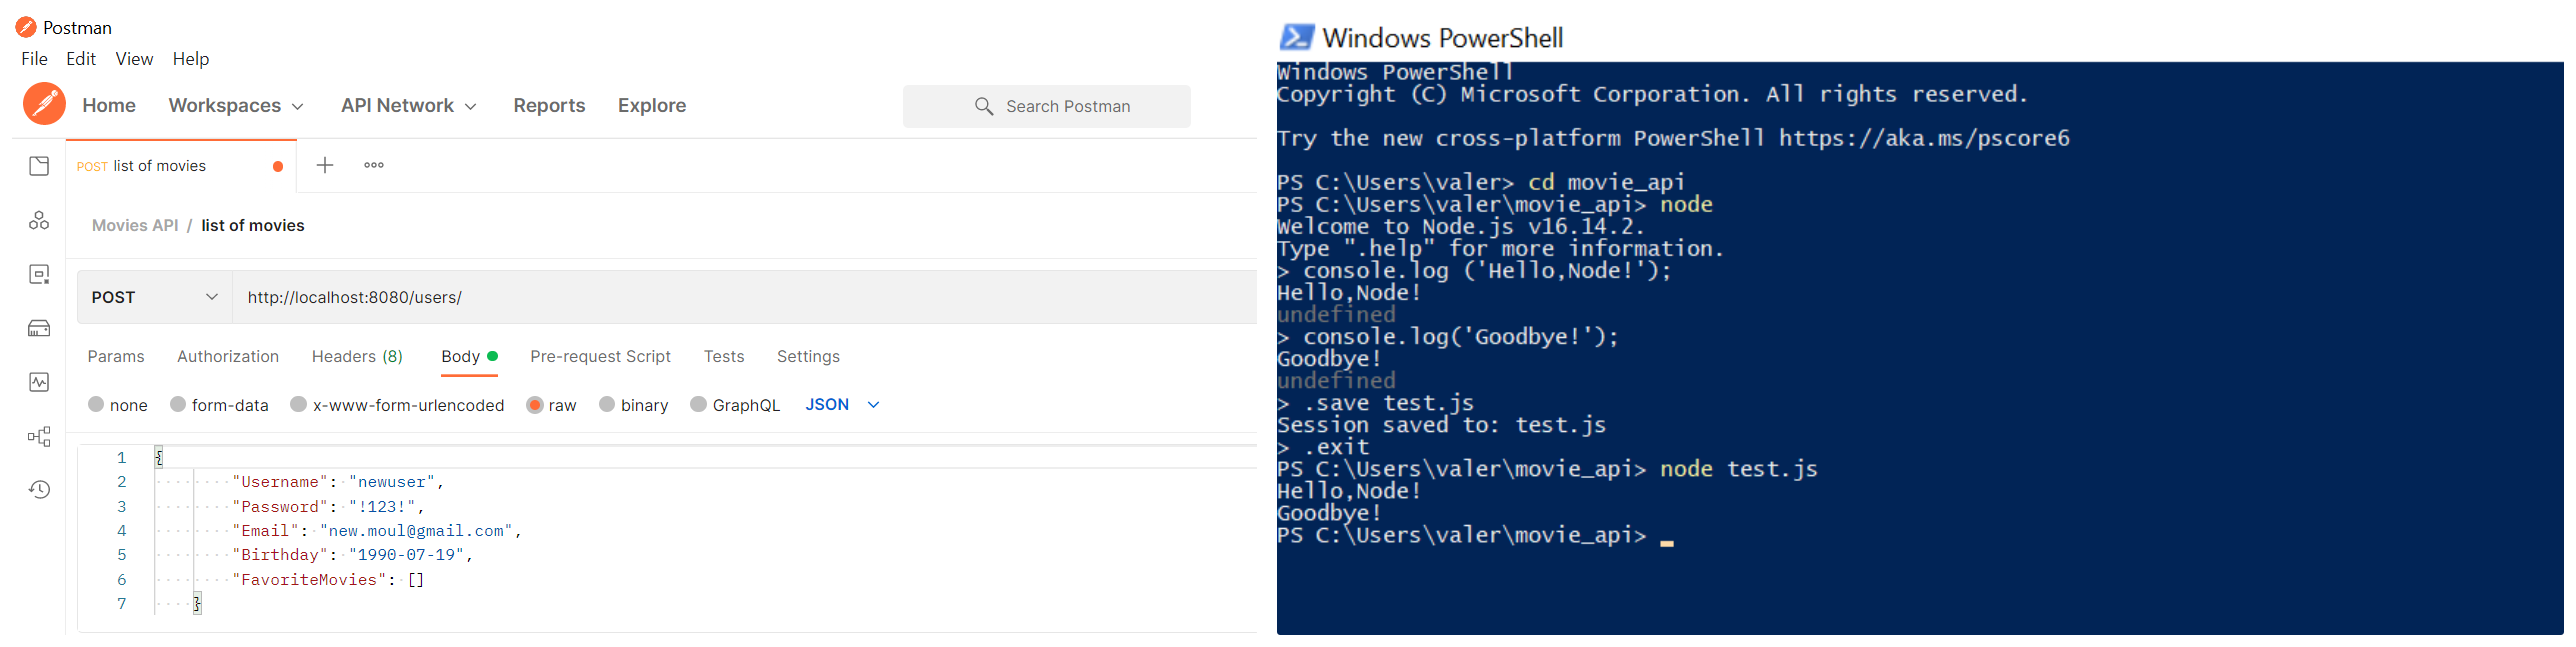 Postman
File Edit View Help
Home Workspaces API Network Reports Explore Search Postman
POST list of movies
Movies API / list of movies
POST http://localhost:8080/users/
Params Authorization Headers (8) Body Pre-request Script Tests Settings
none form-data x-www-form-urlencoded raw binary GraphQL JSON
1 {
2 "Username": "newuser",
3 "Password": "!123!",
4 "Email": "new.moul@gmail.com",
5 "Birthday": "1990-07-19",
6 "FavoriteMovies": []
7 }
Windows PowerShell
Windows PowerShell
Copyright (C) Microsoft Corporation. All rights reserved.
Try the new cross-platform PowerShell https://aka.ms/pscore6
PS C:\Users\valer> cd movie_api
PS C:\Users\valer\movie_api> node
Welcome to Node.js v16.14.2.
Type ".help" for more information.
> console.log ('Hello,Node!');
Hello,Node!
undefined
> console.log('Goodbye!');
Goodbye!
undefined
> .save test.js
Session saved to: test.js
> .exit
PS C:\Users\valer\movie_api> node test.js
Hello,Node!
Goodbye!
PS C:\Users\valer\movie_api>